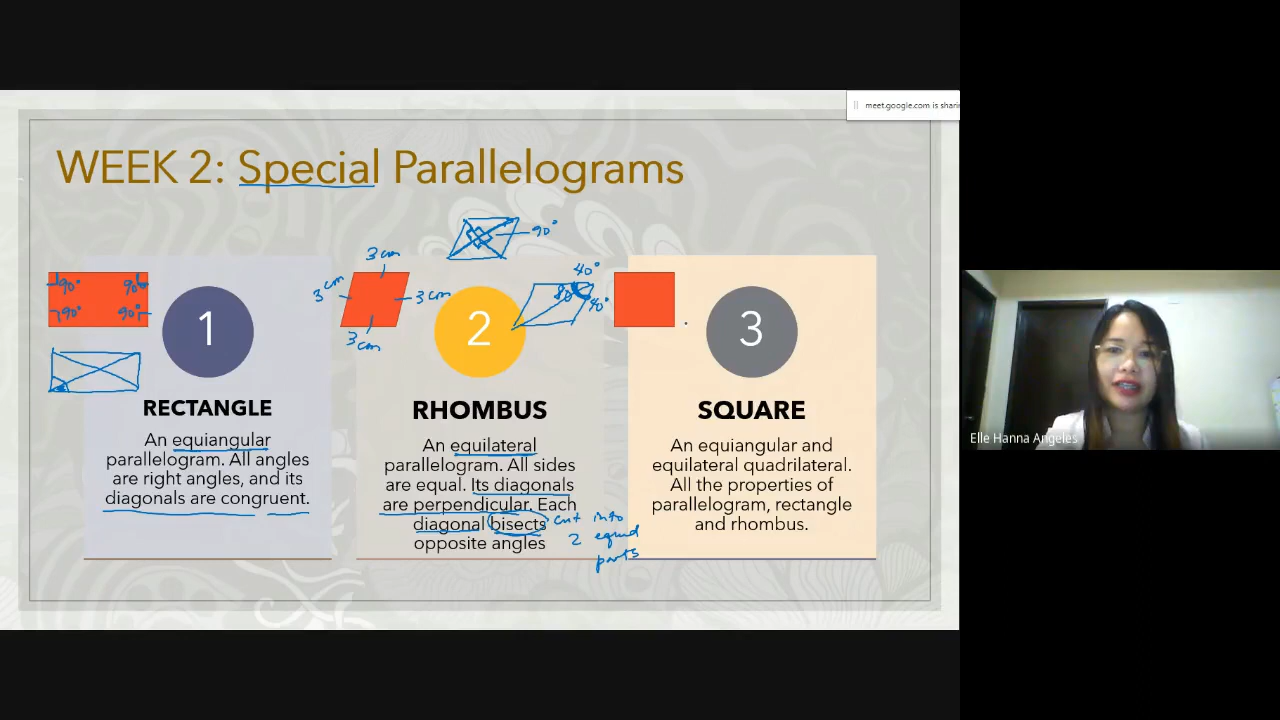 meet.google.com is sharin
WEEK 2: Special Parallelograms
90°
40°
3 cm
3 cm
3 cm
3 cm
90°
90°
90°
90°
80°
40°
1
2
3
RECTANGLE
An equiangular
parallelogram. All angles
are right angles, and its
diagonals are congruent.
RHOMBUS
An equilateral
parallelogram. All sides
are equal. Its diagonals
are perpendicular. Each
diagonal bisects
opposite angles
cut into
2 equal
parts
SQUARE
An equiangular and
equilateral quadrilateral.
All the properties of
parallelogram, rectangle
and rhombus.
Elle Hanna Angeles